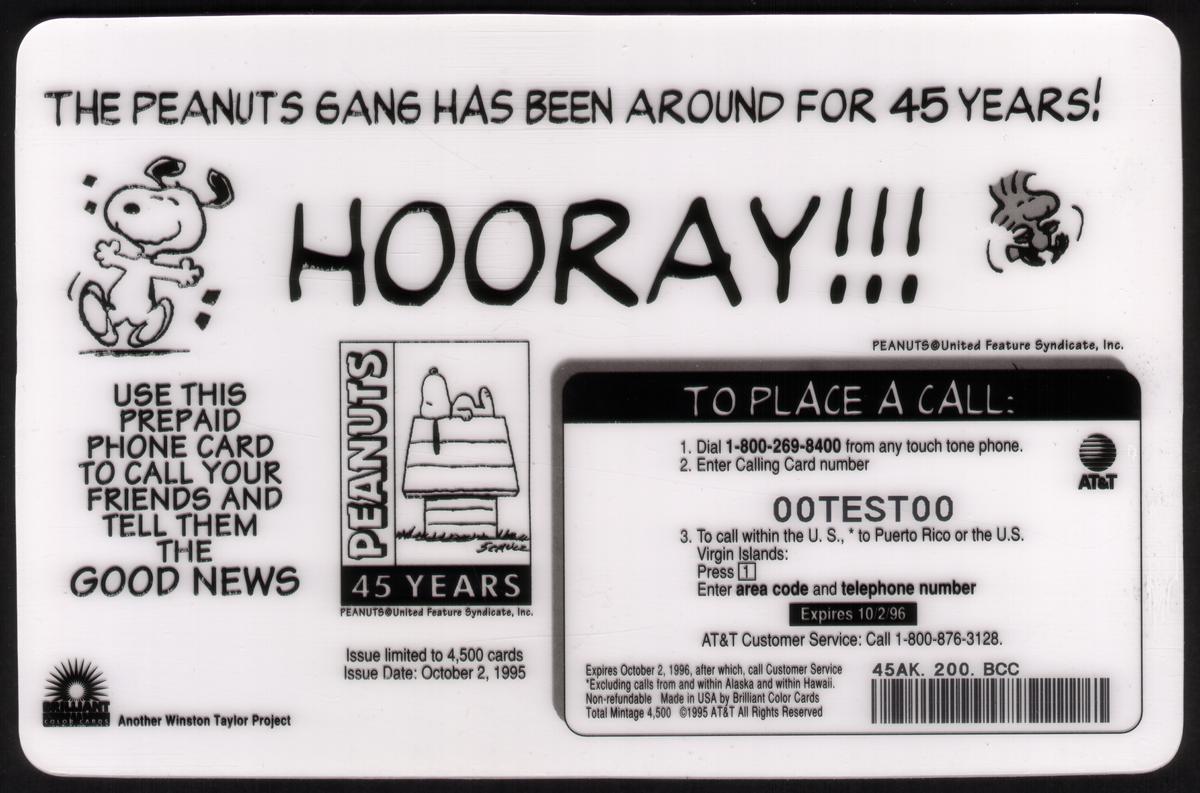 THE PEANUTS GANG HAS BEEN AROUND FOR 45 YEARS!
HOORAY!!!
PEANUTS©United Feature Syndicate, Inc.
USE THIS
PREPAID
PHONE CARD
TO CALL YOUR
FRIENDS AND
TELL THEM
THE
GOOD NEWS
PEANUTS
SCHULZ
45 YEARS
PEANUTS©United Feature Syndicate, Inc.
Issue limited to 4,500 cards
Issue Date: October 2, 1995
BRILLIANT
COLOR CARDS
Another Winston Taylor Project
TO PLACE A CALL:
1. Dial 1-800-269-8400 from any touch tone phone.
2. Enter Calling Card number
AT&T
00TEST00
3. To call within the U. S., * to Puerto Rico or the U.S.
Virgin Islands:
Press 1
Enter area code and telephone number
Expires 10/2/96
AT&T Customer Service: Call 1-800-876-3128.
Expires October 2, 1996, after which, call Customer Service
*Excluding calls from and within Alaska and within Hawaii.
Non-refundable Made in USA by Brilliant Color Cards
Total Mintage 4,500 ©1995 AT&T All Rights Reserved
45AK. 200. BCC